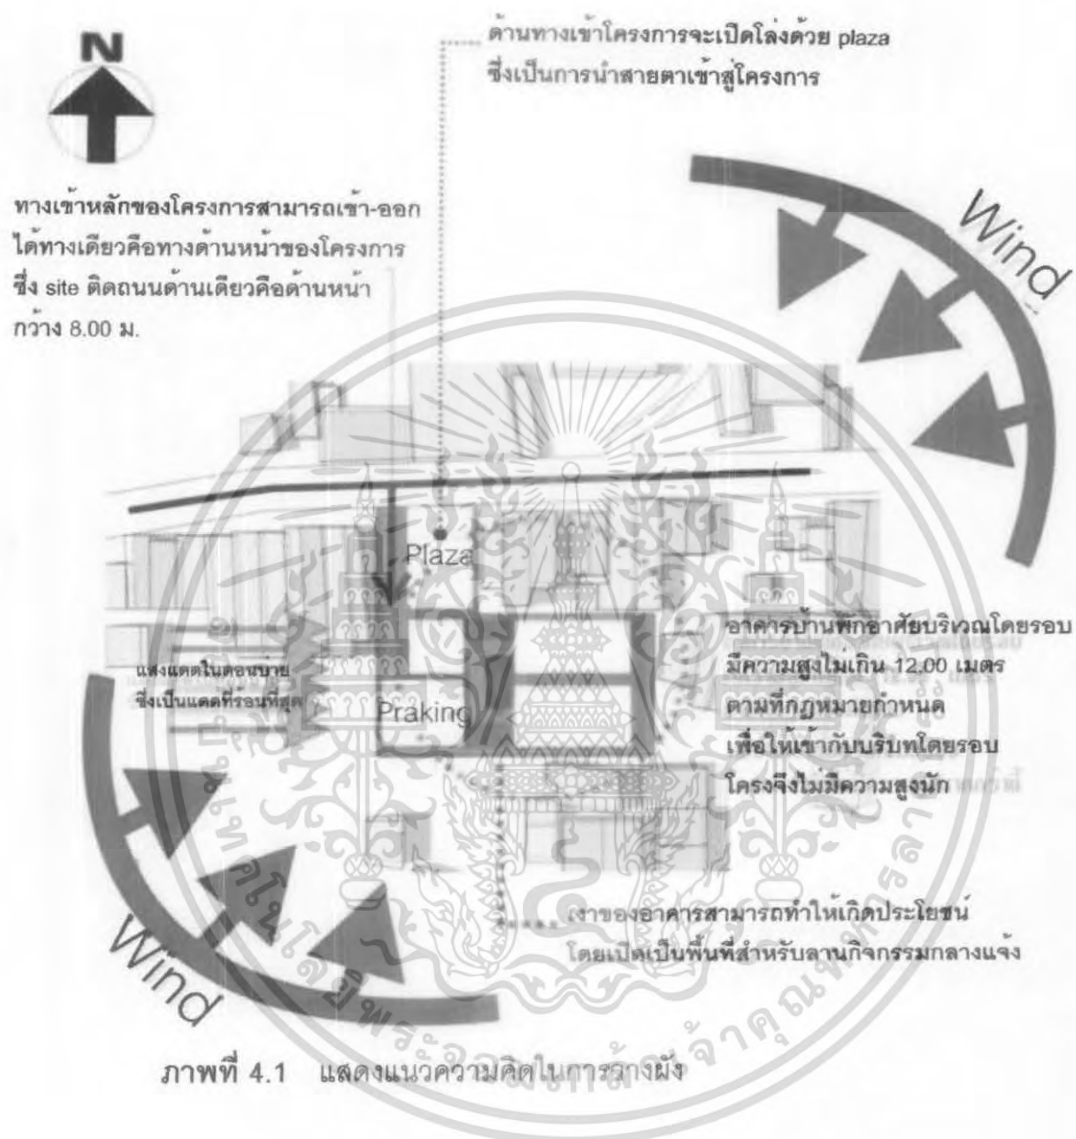 N
ด้านทางเข้าโครงการจะเปิดโล่งด้วย plaza
ซึ่งเป็นการนำสายตาเข้าสู่โครงการ
ทางเข้าหลักของโครงการสามารถเข้า-ออก
ได้ทางเดียวคือทางด้านหน้าของโครงการ
ซึ่ง site ติดถนนด้านเดียวคือด้านหน้า
กว้าง 8.00 ม.
Wind
Plaza
แสงแดดในตอนบ่าย
ซึ่งเป็นแดดที่ร้อนที่สุด
Praking
อาคารบ้านพักอาศัยบริเวณโดยรอบ
มีความสูงไม่เกิน 12.00 เมตร
ตามที่กฎหมายกำหนด
เพื่อให้เข้ากับบริบทโดยรอบ
โครงจึงไม่มีความสูงนัก
เงาของอาคารสามารถทำให้เกิดประโยชน์
โดยเปิดเป็นพื้นที่สำหรับลานกิจกรรมกลางแจ้ง
Wind
ภาพที่ 4.1 แสดงแนวความคิดในการวางผัง